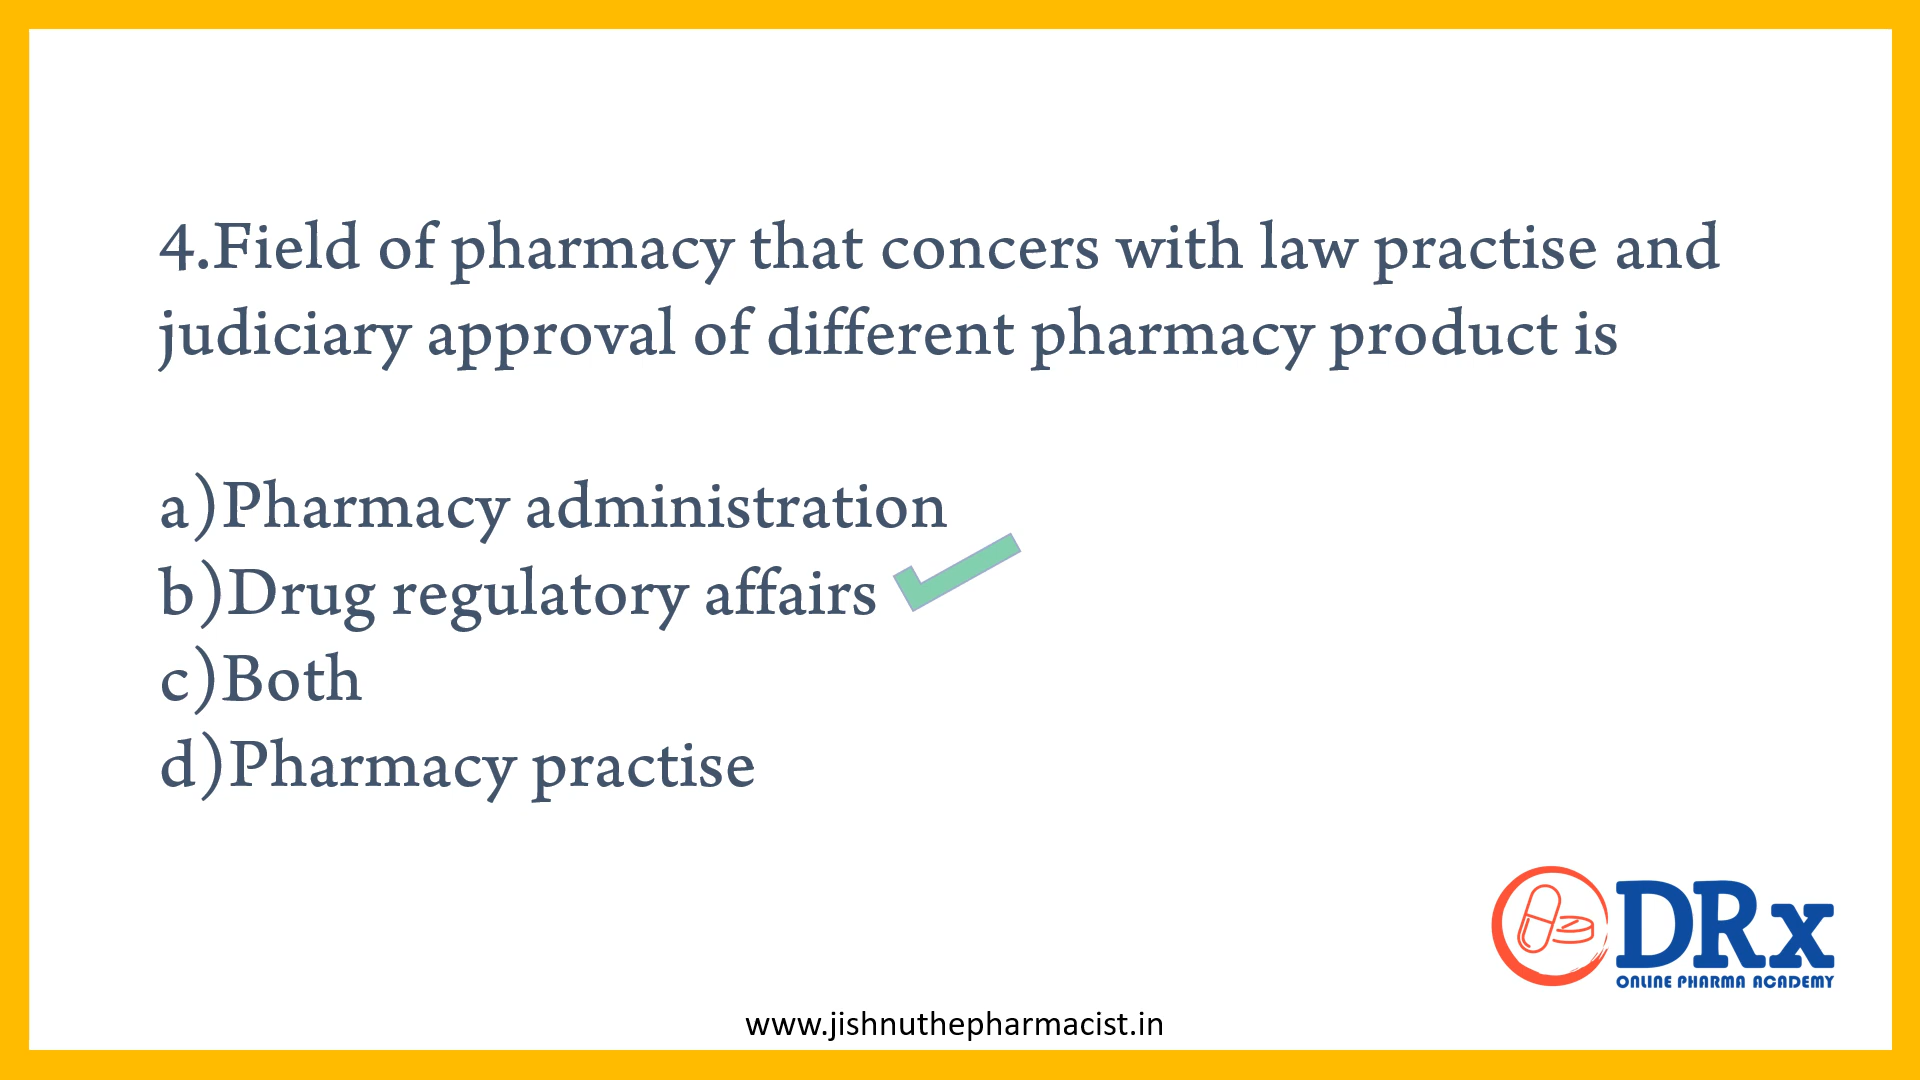 4.Field of pharmacy that concers with law practise and
judiciary approval of different pharmacy product is
a)Pharmacy administration
b)Drug regulatory affairs
c)Both
d)Pharmacy practise
DRx
ONLINE PHARMA ACADEMY
www.jishnuthepharmacist.in